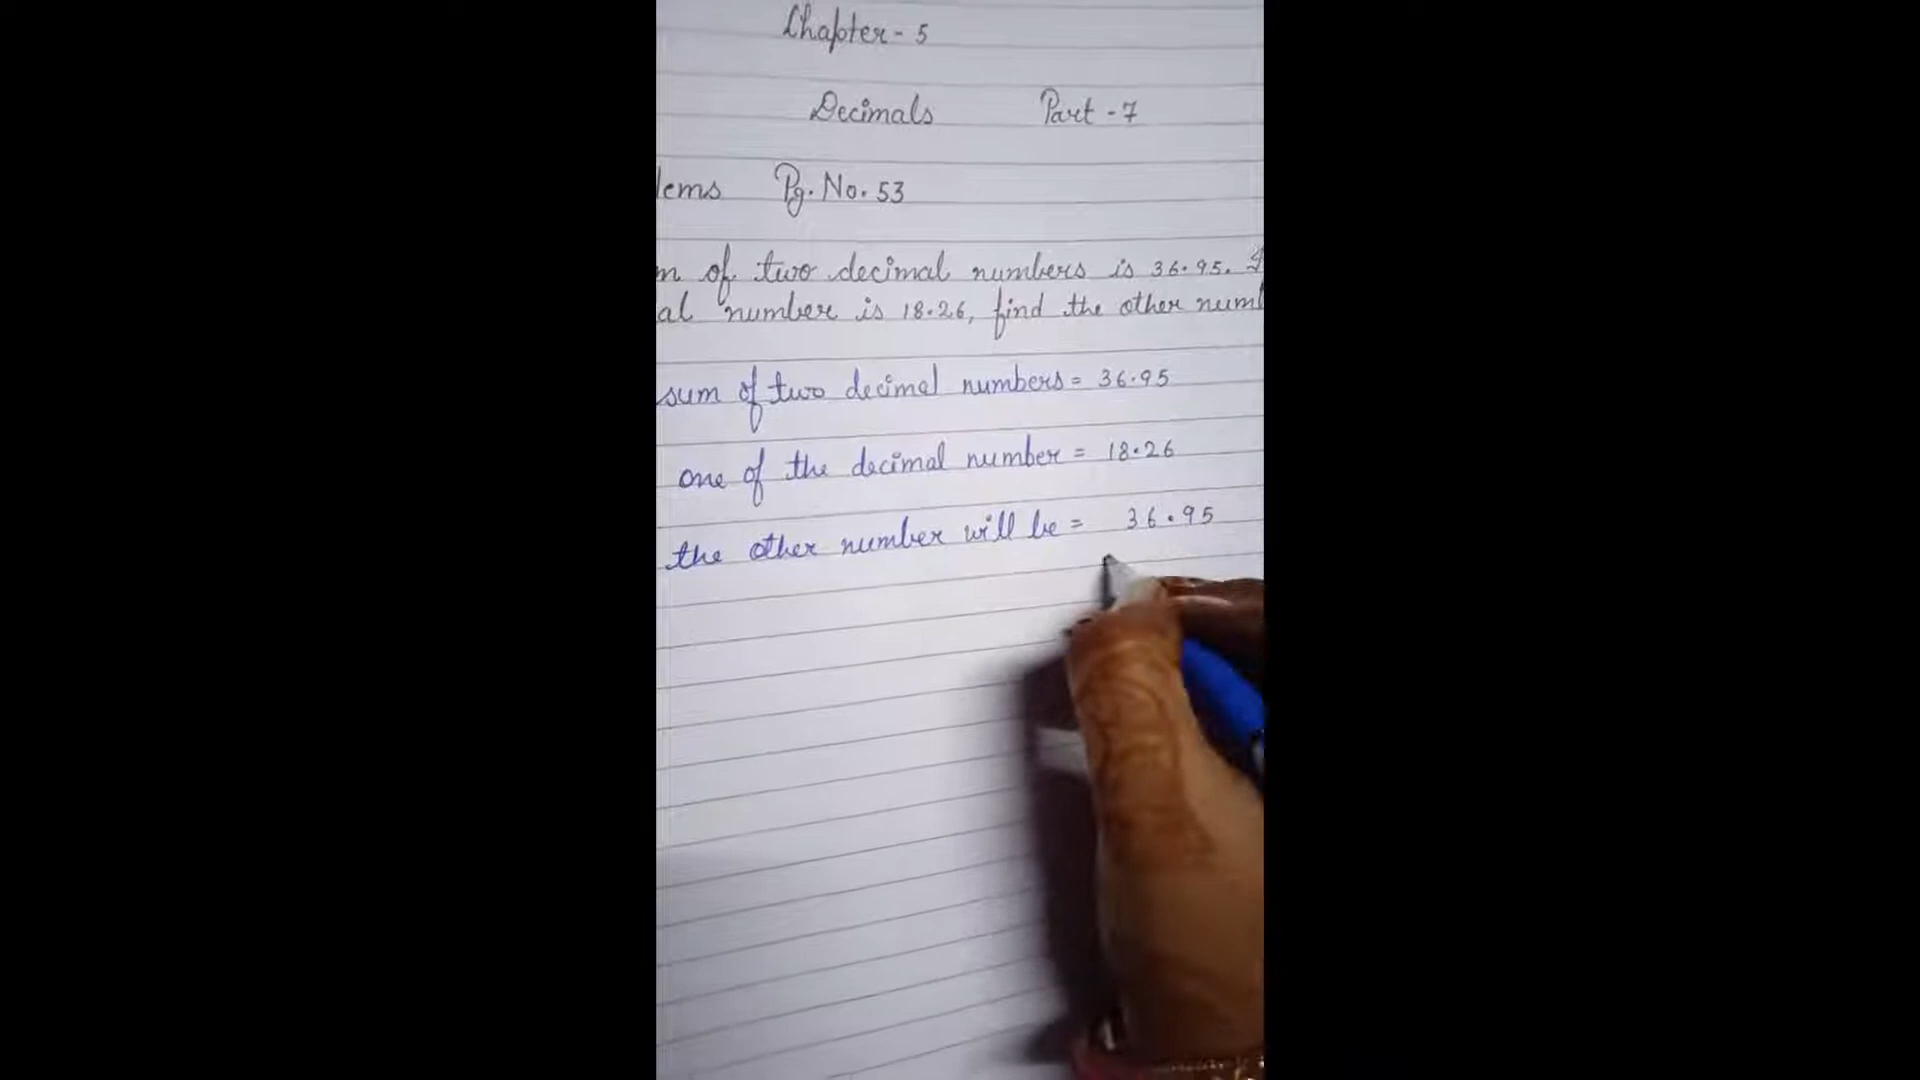 Chapter - 5
Decimals Part - 7
lems Pg. No. 53
m of two decimal numbers is 36.95.
al number is 18.26, find the other num
sum of two decimal numbers = 36.95
one of the decimal number = 18.26
the other number will be = 36.95